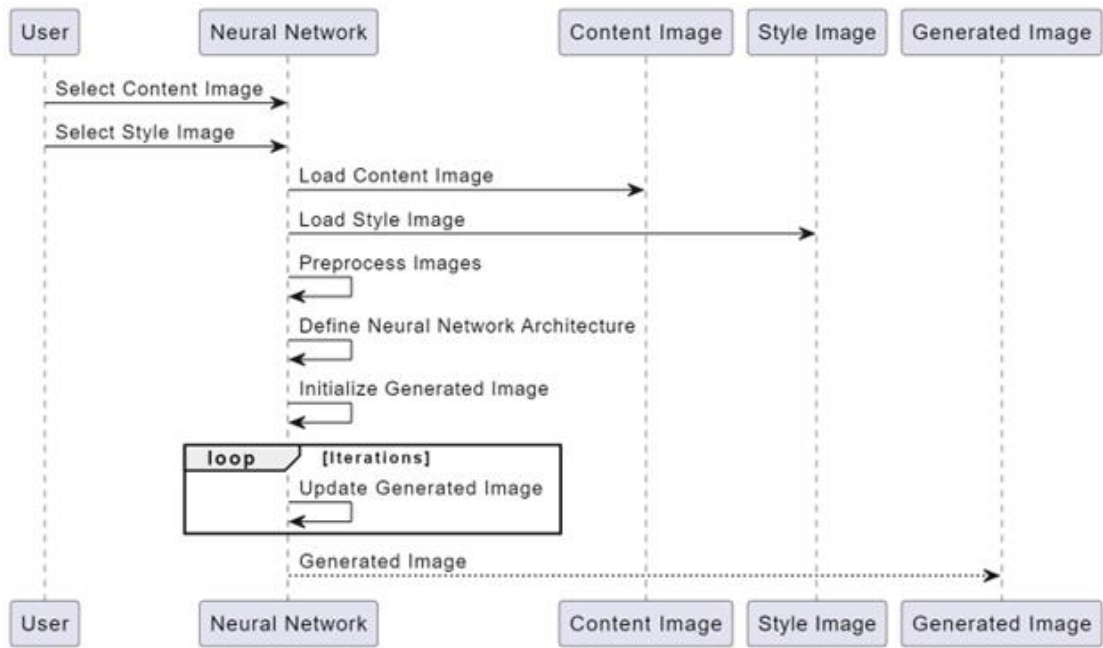 User Neural Network Content Image Style Image Generated Image
Select Content Image
Select Style Image
Load Content Image
Load Style Image
Preprocess Images
Define Neural Network Architecture
Initialize Generated Image
loop [Iterations]
Update Generated Image
Generated Image
User Neural Network Content Image Style Image Generated Image